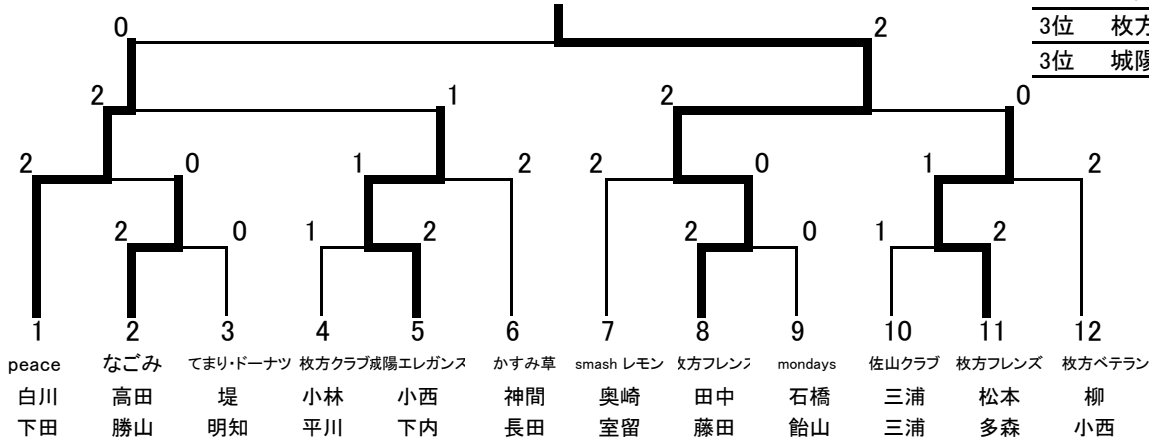 0 2
3位 枚方
3位 城陽
2 1 2 0
2 0 1 2 2 0 1 2
2 0 1 2 2 0 1 2
1 2 3 4 5 6 7 8 9 10 11 12
peace なごみ てまり・ドーナツ 枚方クラブ 城陽エレガンス かすみ草 smash レモン 枚方フレンズ mondays 佐山クラブ 枚方フレンズ 枚方ベテラン
白川 高田 堤 小林 小西 神間 奥崎 田中 石橋 三浦 松本 柳
下田 勝山 明知 平川 下内 長田 室留 藤田 飴山 三浦 多森 小西